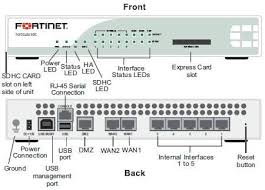 Front
FORTINET
Power LED
Status LED
HA LED
SDHC LED
Interface Status LEDs
Express Card slot
SDHC CARD slot on left side of unit
RJ-45 Serial Connection
Power Connection
Ground
USB management port
USB port
DMZ
WAN2
WAN1
Internal Interfaces 1 to 5
Reset button
Back